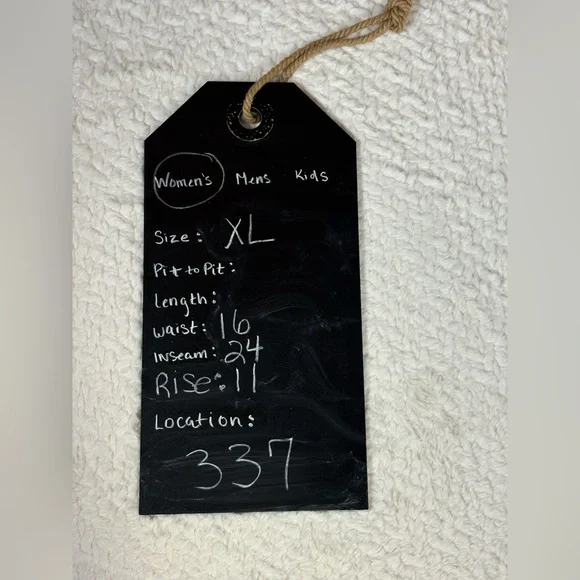 Women's Mens Kids
Size: XL
Pit to Pit:
Length:
Waist: 16
Inseam: 24
Rise: 11
Location:
337